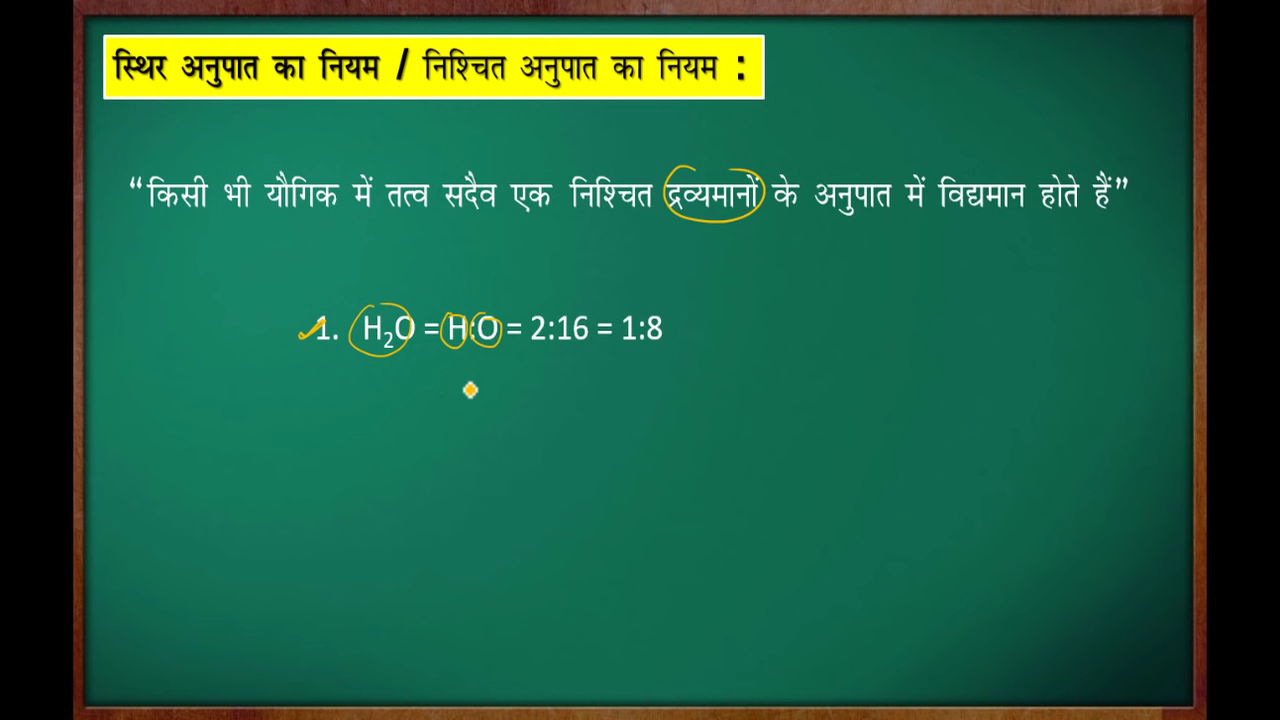 स्थिर अनुपात का नियम / निश्चित अनुपात का नियम :
“किसी भी यौगिक में तत्व सदैव एक निश्चित द्रव्यमानों के अनुपात में विद्यमान होते हैं”
1. H₂O = H:O = 2:16 = 1:8